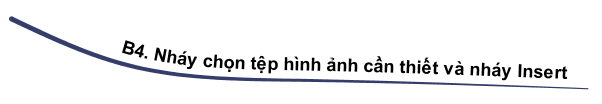 B4. Nháy chọn tệp hình ảnh cần thiết và nháy Insert